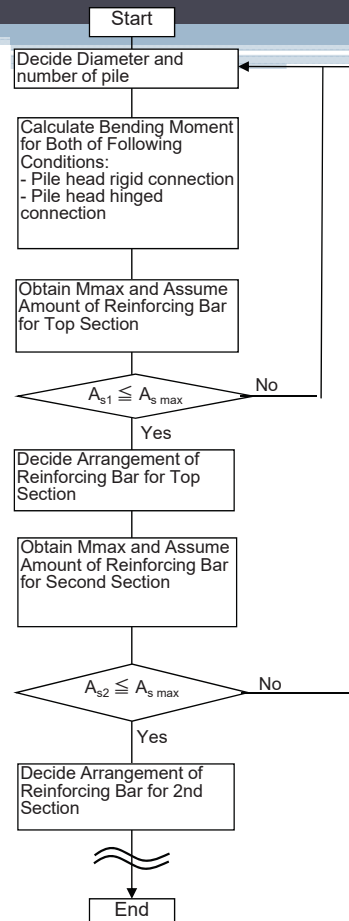 Start
Decide Diameter and
number of pile
Calculate Bending Moment
for Both of Following
Conditions:
- Pile head rigid connection
- Pile head hinged
connection
Obtain Mmax and Assume
Amount of Reinforcing Bar
for Top Section
As1 ≦ As max
No
Yes
Decide Arrangement of
Reinforcing Bar for Top
Section
Obtain Mmax and Assume
Amount of Reinforcing Bar
for Second Section
As2 ≦ As max
No
Yes
Decide Arrangement of
Reinforcing Bar for 2nd
Section
End